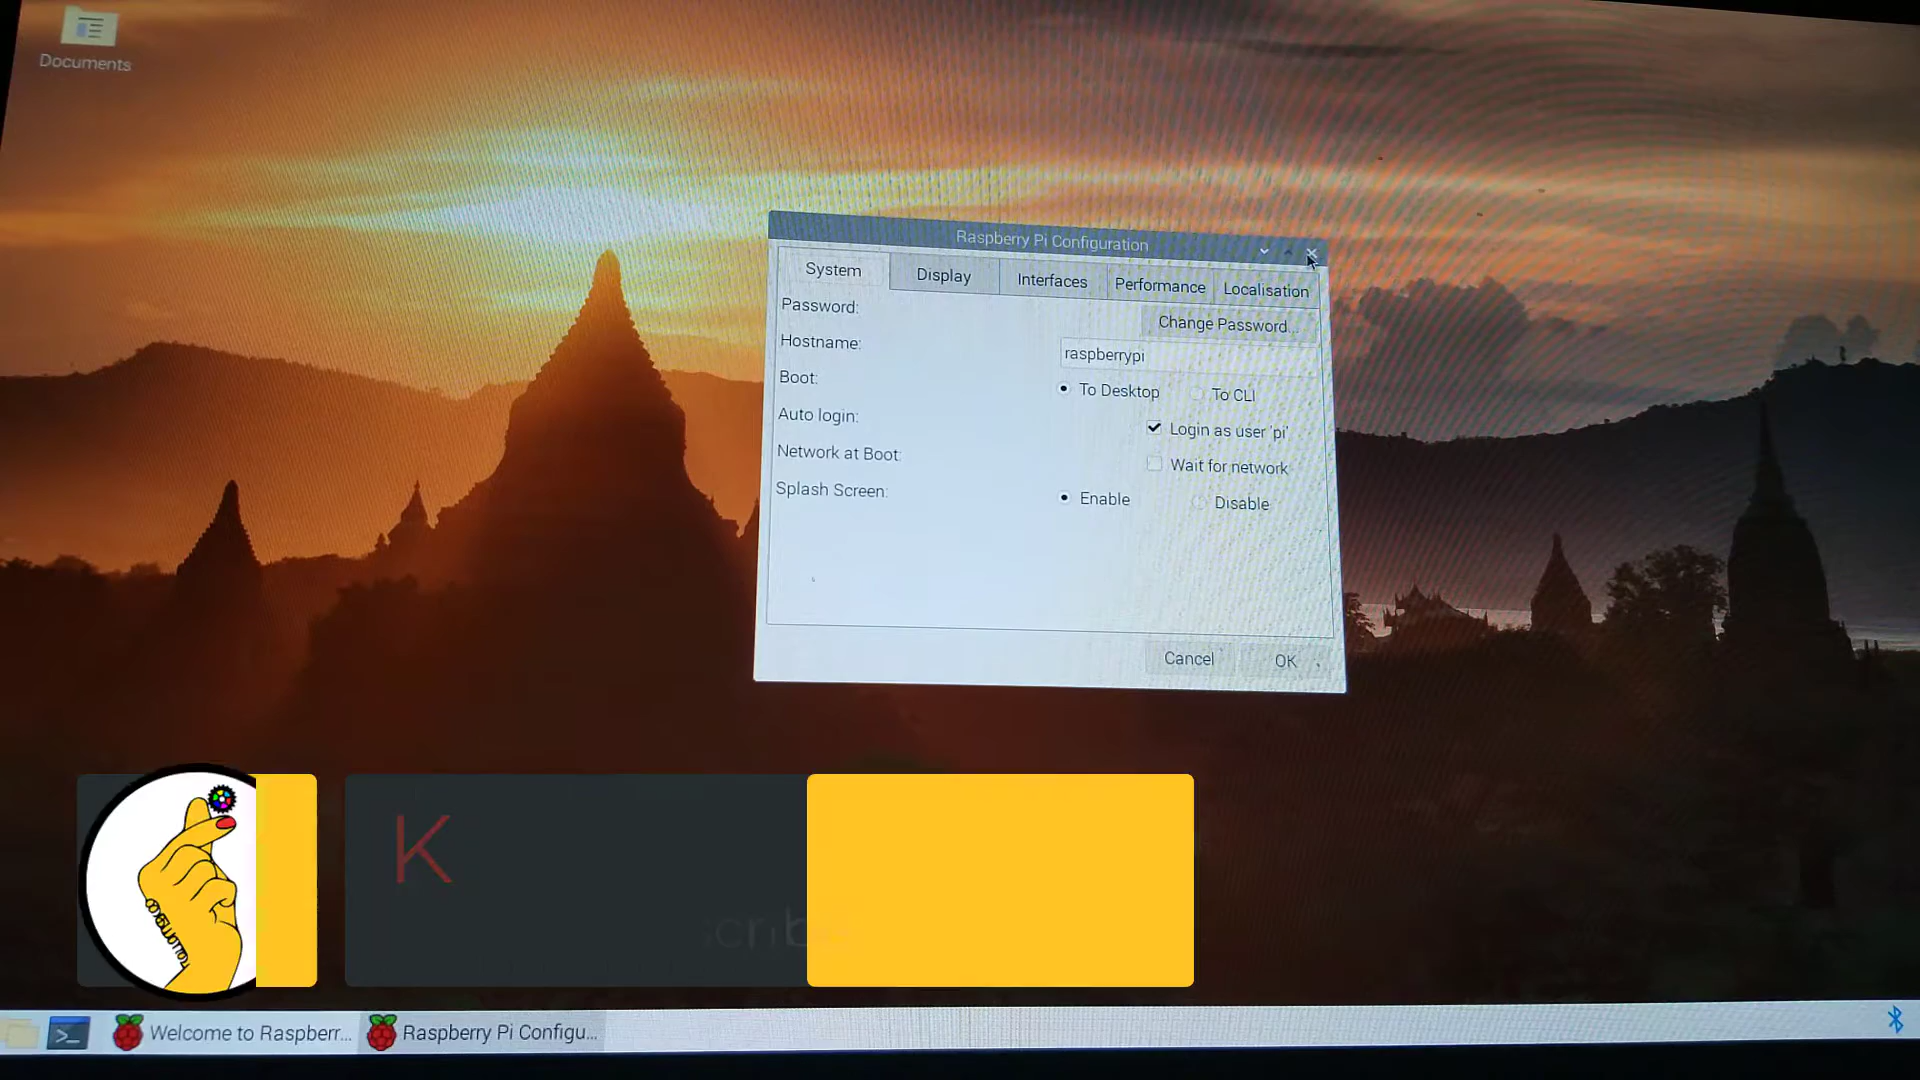 Documents
Raspberry Pi Configuration
System Display Interfaces Performance Localisation
Password: Change Password...
Hostname: raspberrypi
Boot: To Desktop To CLI
Auto login: Login as user 'pi'
Network at Boot: Wait for network
Splash Screen: Enable Disable
Cancel OK
K
Welcome to Raspberr... Raspberry Pi Configu...